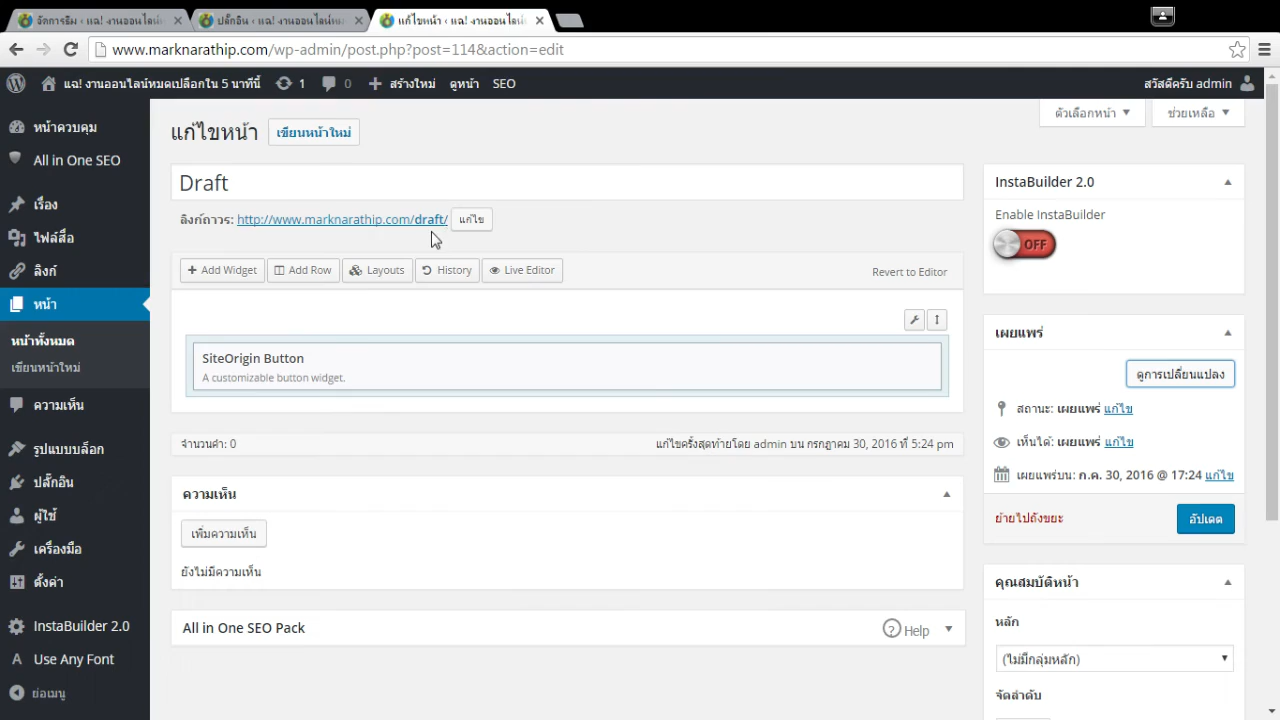 จัดการธีม ‹ แฉ! งานออนไลน์
ปลั๊กอิน ‹ แฉ! งานออนไลน์
แก้ไขหน้า ‹ แฉ! งานออนไลน์
www.marknarathip.com/wp-admin/post.php?post=114&action=edit
แฉ! งานออนไลน์หมดเปลือกใน 5 นาทีนี้ 1 0 สร้างใหม่ ดูหน้า SEO
สวัสดีครับ admin
หน้าควบคุม
All in One SEO
เรื่อง
ไฟล์สื่อ
ลิงก์
หน้า
หน้าทั้งหมด
เขียนหน้าใหม่
ความเห็น
รูปแบบบล็อก
ปลั๊กอิน
ผู้ใช้
เครื่องมือ
ตั้งค่า
InstaBuilder 2.0
Use Any Font
ย่อเมนู
ตัวเลือกหน้า
ช่วยเหลือ
แก้ไขหน้า เขียนหน้าใหม่
Draft
ลิงก์ถาวร: http://www.marknarathip.com/draft/ แก้ไข
Add Widget Add Row Layouts History Live Editor Revert to Editor
SiteOrigin Button
A customizable button widget.
จำนวนคำ: 0 แก้ไขครั้งสุดท้ายโดย admin บน กรกฎาคม 30, 2016 ที่ 5:24 pm
ความเห็น
เพิ่มความเห็น
ยังไม่มีความเห็น
All in One SEO Pack ? Help
InstaBuilder 2.0
Enable InstaBuilder
OFF
เผยแพร่
ดูการเปลี่ยนแปลง
สถานะ: เผยแพร่ แก้ไข
เห็นได้: เผยแพร่ แก้ไข
เผยแพร่บน: ก.ค. 30, 2016 @ 17:24 แก้ไข
ย้ายไปถังขยะ อัปเดต
คุณสมบัติหน้า
หลัก
(ไม่มีกลุ่มหลัก)
จัดลำดับ